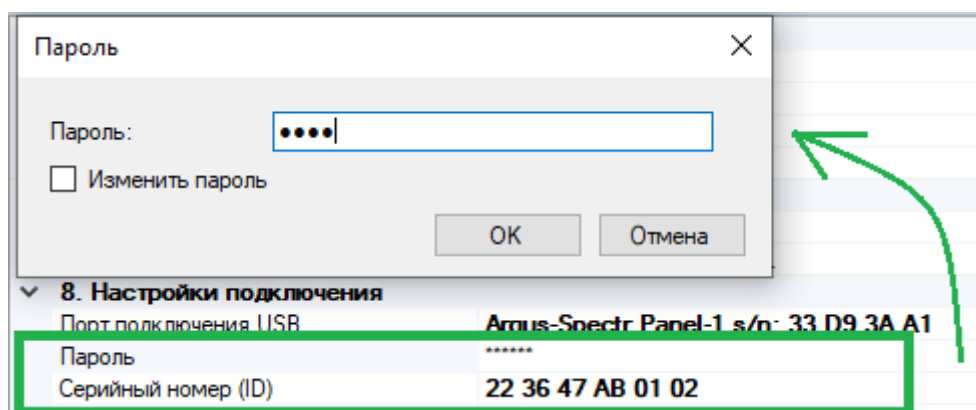 Пароль
Пароль: ••••
Изменить пароль
OK Отмена
8. Настройки подключения
Порт подключения USB Argus-Spectr Panel-1 s/n: 33 D9 3A A1
Пароль ******
Серийный номер (ID) 22 36 47 AB 01 02